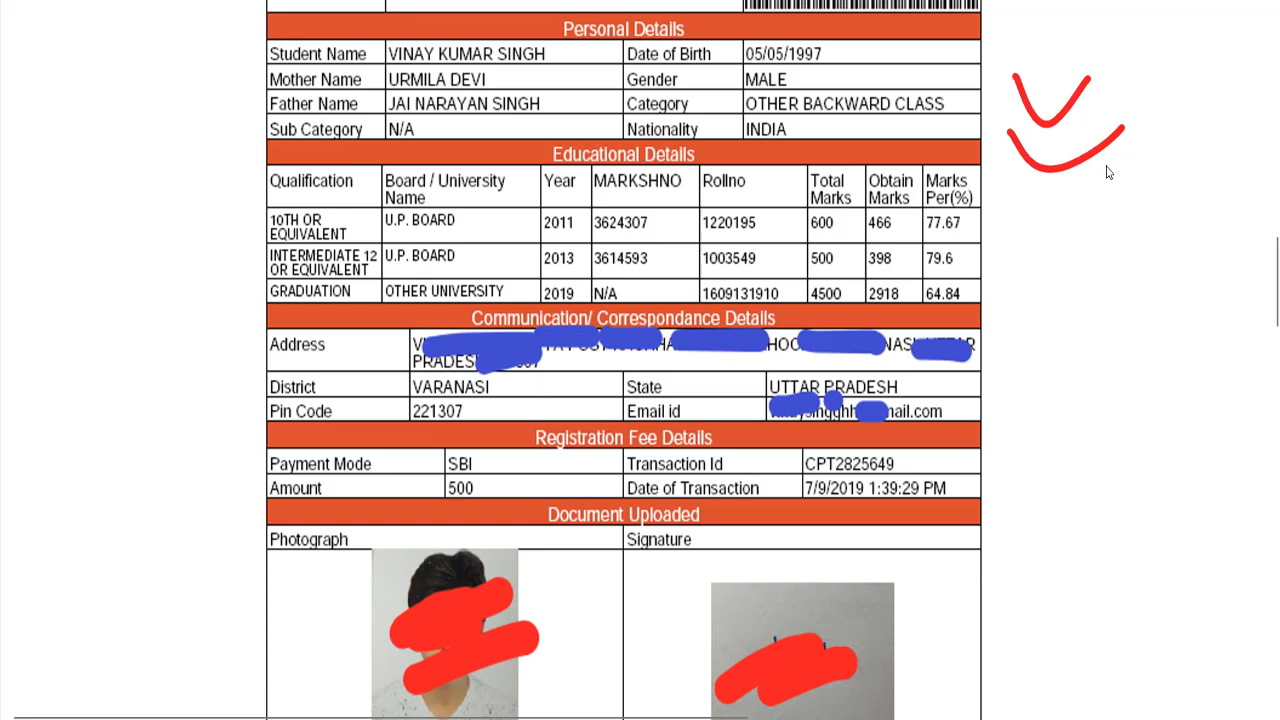 Personal Details
Student Name VINAY KUMAR SINGH Date of Birth 05/05/1997
Mother Name URMILA DEVI Gender MALE
Father Name JAI NARAYAN SINGH Category OTHER BACKWARD CLASS
Sub Category N/A Nationality INDIA
Educational Details
Qualification Board / University Name Year MARKSHNO Rollno Total Marks Obtain Marks Marks Per(%)
10TH OR EQUIVALENT U.P. BOARD 2011 3624307 1220195 600 466 77.67
INTERMEDIATE 12 OR EQUIVALENT U.P. BOARD 2013 3614593 1003549 500 398 79.6
GRADUATION OTHER UNIVERSITY 2019 N/A 1609131910 4500 2918 64.84
Communication/ Correspondance Details
Address
District VARANASI State UTTAR PRADESH
Pin Code 221307 Email id
Registration Fee Details
Payment Mode SBI Transaction Id CPT2825649
Amount 500 Date of Transaction 7/9/2019 1:39:29 PM
Document Uploaded
Photograph Signature